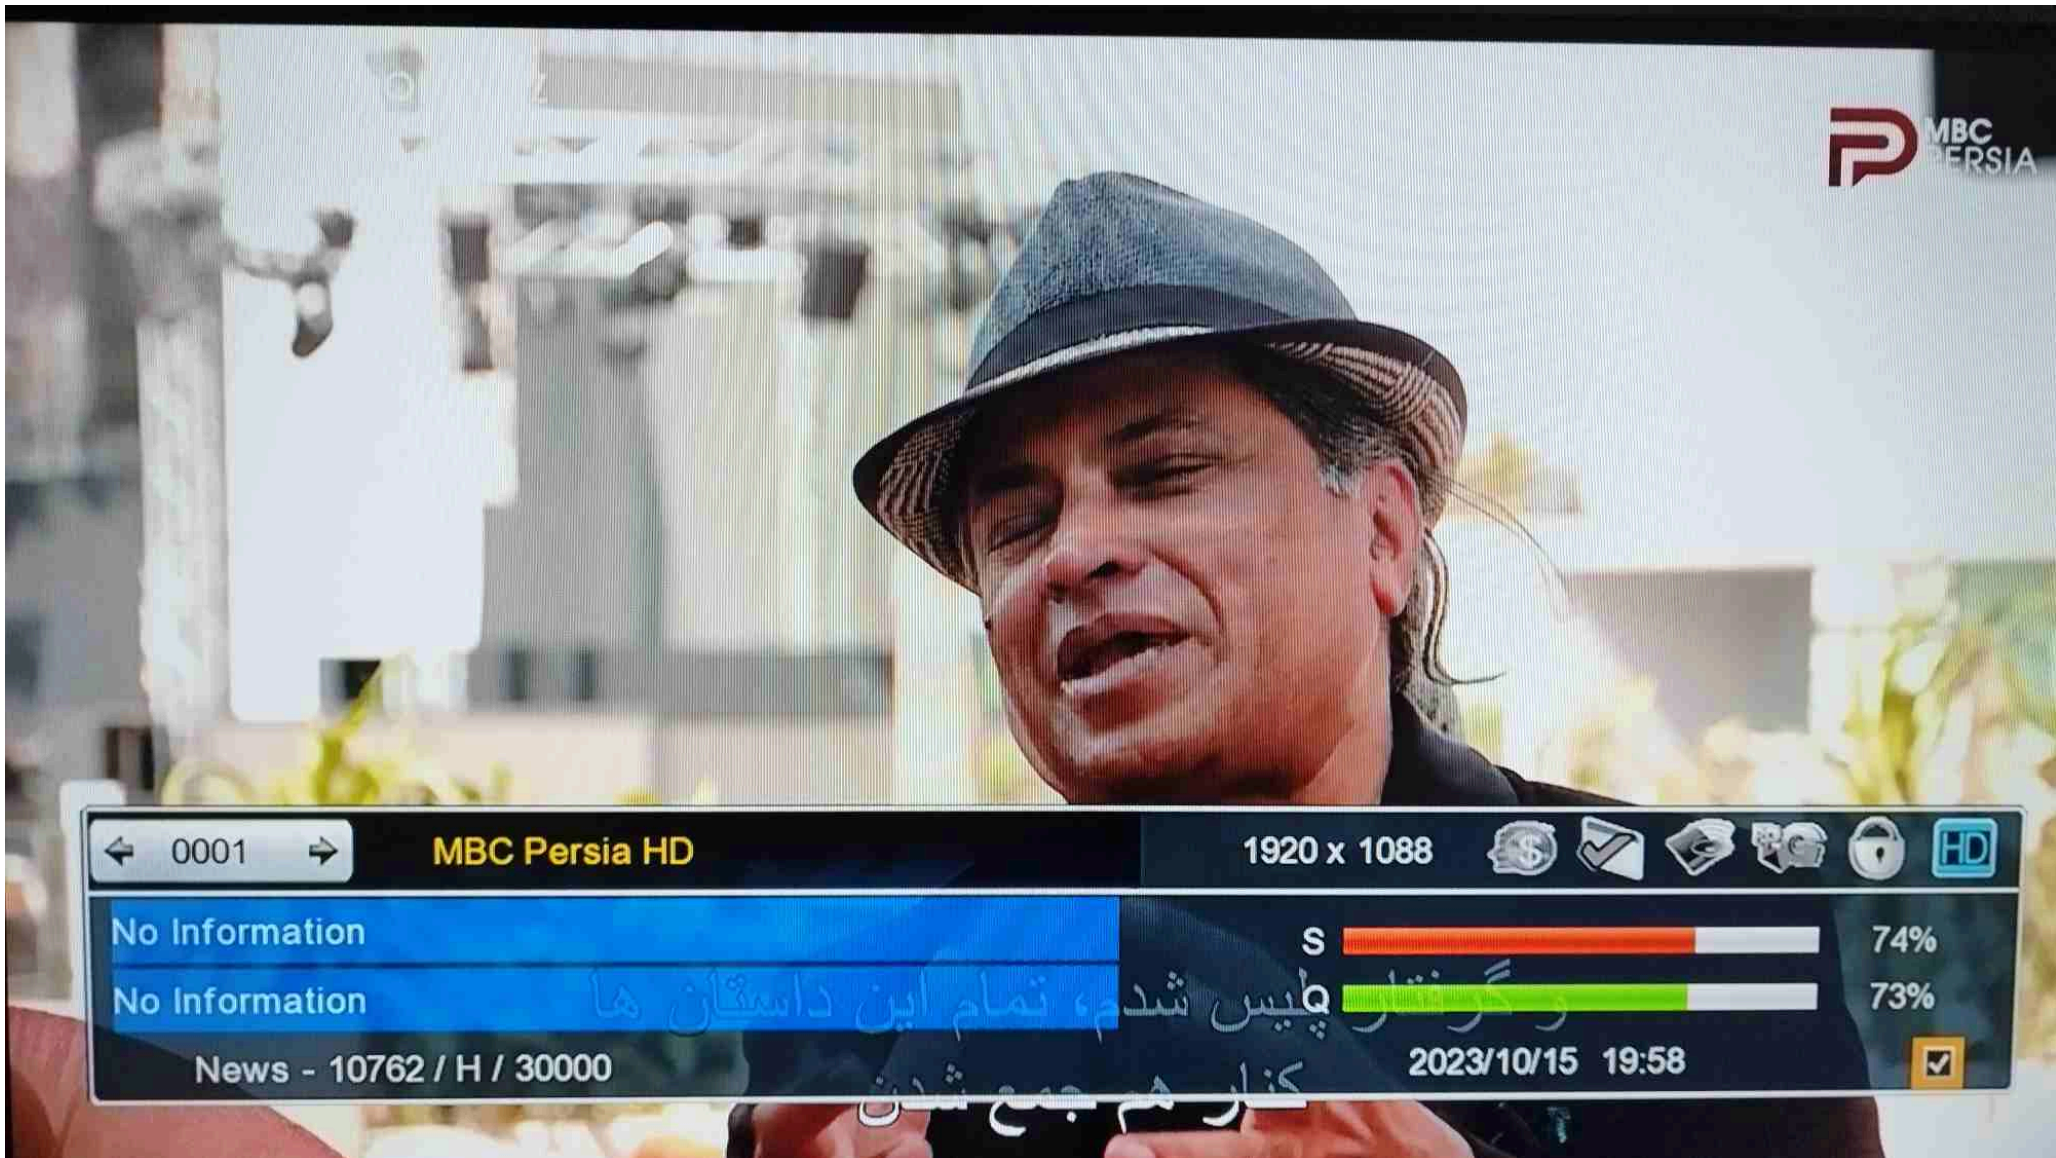 MBC
PERSIA
0001
MBC Persia HD
1920 x 1088
$
HD
No Information
S
74%
No Information
Q
73%
و گرفتار پلیس شدم، تمام این داستان ها
کنار هم جمع شدن
News - 10762 / H / 30000
2023/10/15 19:58